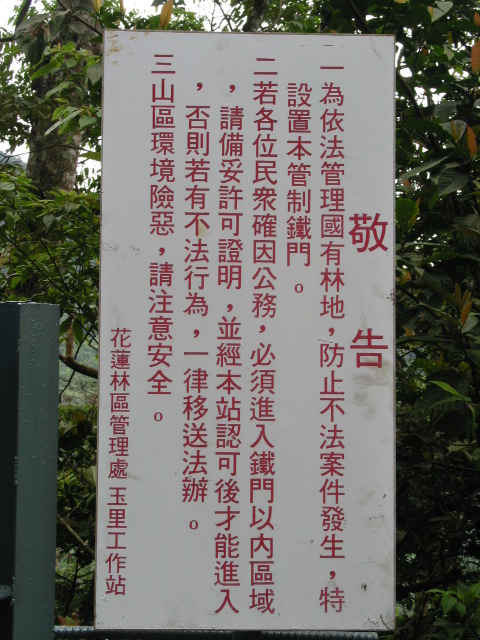 敬告
一為依法管理國有林地，防止不法案件發生，特
設置本管制鐵門。
二若各位民衆確因公務，必須進入鐵門以內區域
，請備妥許可證明，並經本站認可後才能進入
，否則若有不法行為，一律移送法辦。
三山區環境險惡，請注意安全。
花蓮林區管理處 玉里工作站